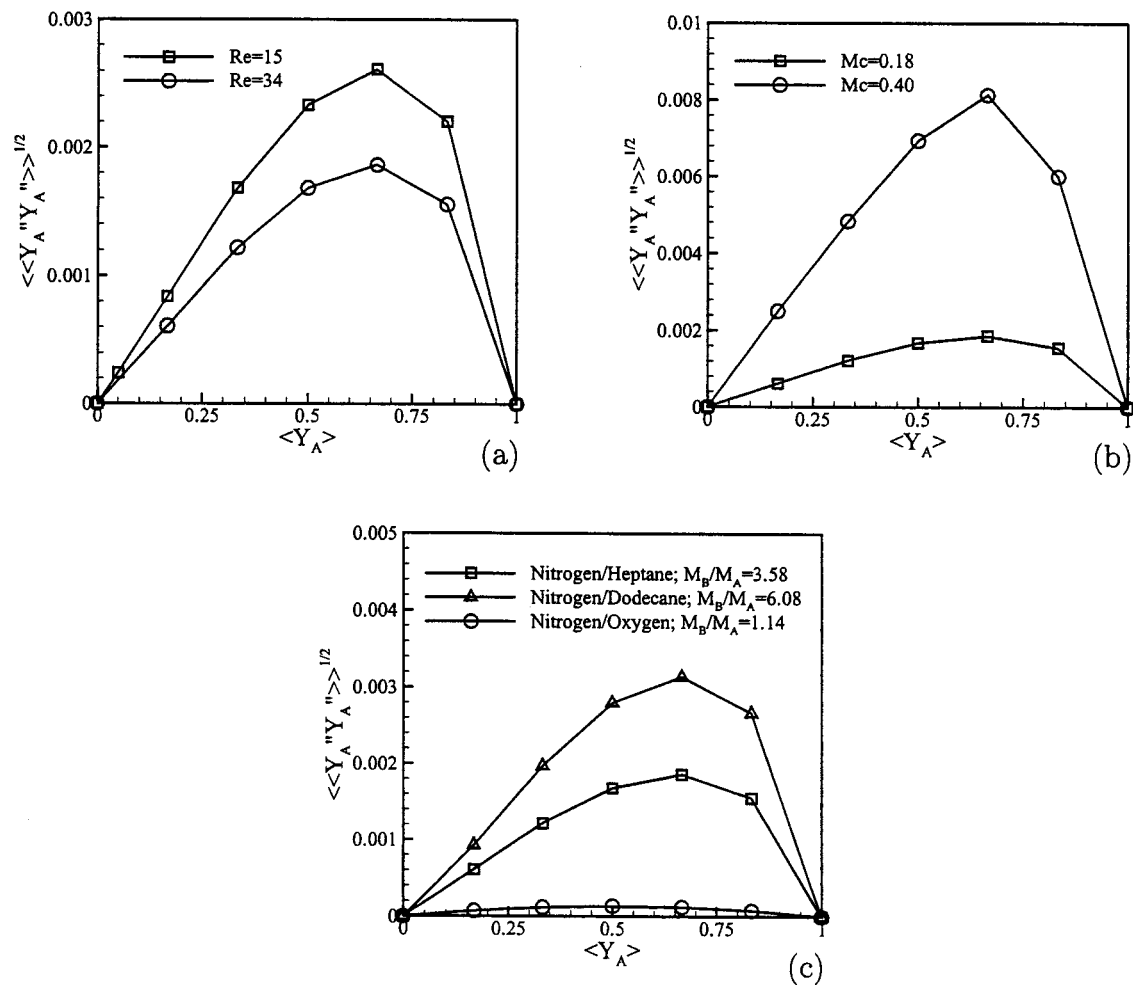 0.003
Re=15
Re=34
0.002
0.001
0
<<Y_A"Y_A">>^1/2
0 0.25 0.5 0.75 1
<Y_A>
(a)
0.01
Mc=0.18
Mc=0.40
0.008
0.006
0.004
0.002
0
<<Y_A"Y_A">>^1/2
0 0.25 0.5 0.75 1
<Y_A>
(b)
0.005
Nitrogen/Heptane; M_B/M_A=3.58
Nitrogen/Dodecane; M_B/M_A=6.08
Nitrogen/Oxygen; M_B/M_A=1.14
0.004
0.003
0.002
0.001
0
<<Y_A"Y_A">>^1/2
0 0.25 0.5 0.75 1
<Y_A>
(c)